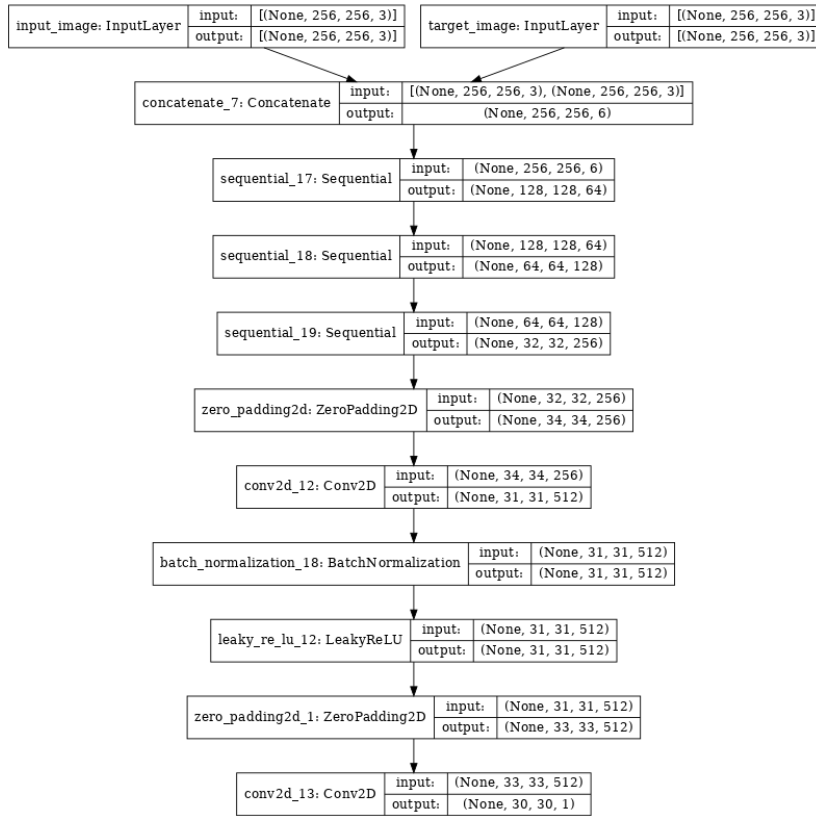 input_image: InputLayer
input: [(None, 256, 256, 3)]
output: [(None, 256, 256, 3)]
target_image: InputLayer
input: [(None, 256, 256, 3)]
output: [(None, 256, 256, 3)]
concatenate_7: Concatenate
input: [(None, 256, 256, 3), (None, 256, 256, 3)]
output: (None, 256, 256, 6)
sequential_17: Sequential
input: (None, 256, 256, 6)
output: (None, 128, 128, 64)
sequential_18: Sequential
input: (None, 128, 128, 64)
output: (None, 64, 64, 128)
sequential_19: Sequential
input: (None, 64, 64, 128)
output: (None, 32, 32, 256)
zero_padding2d: ZeroPadding2D
input: (None, 32, 32, 256)
output: (None, 34, 34, 256)
conv2d_12: Conv2D
input: (None, 34, 34, 256)
output: (None, 31, 31, 512)
batch_normalization_18: BatchNormalization
input: (None, 31, 31, 512)
output: (None, 31, 31, 512)
leaky_re_lu_12: LeakyReLU
input: (None, 31, 31, 512)
output: (None, 31, 31, 512)
zero_padding2d_1: ZeroPadding2D
input: (None, 31, 31, 512)
output: (None, 33, 33, 512)
conv2d_13: Conv2D
input: (None, 33, 33, 512)
output: (None, 30, 30, 1)